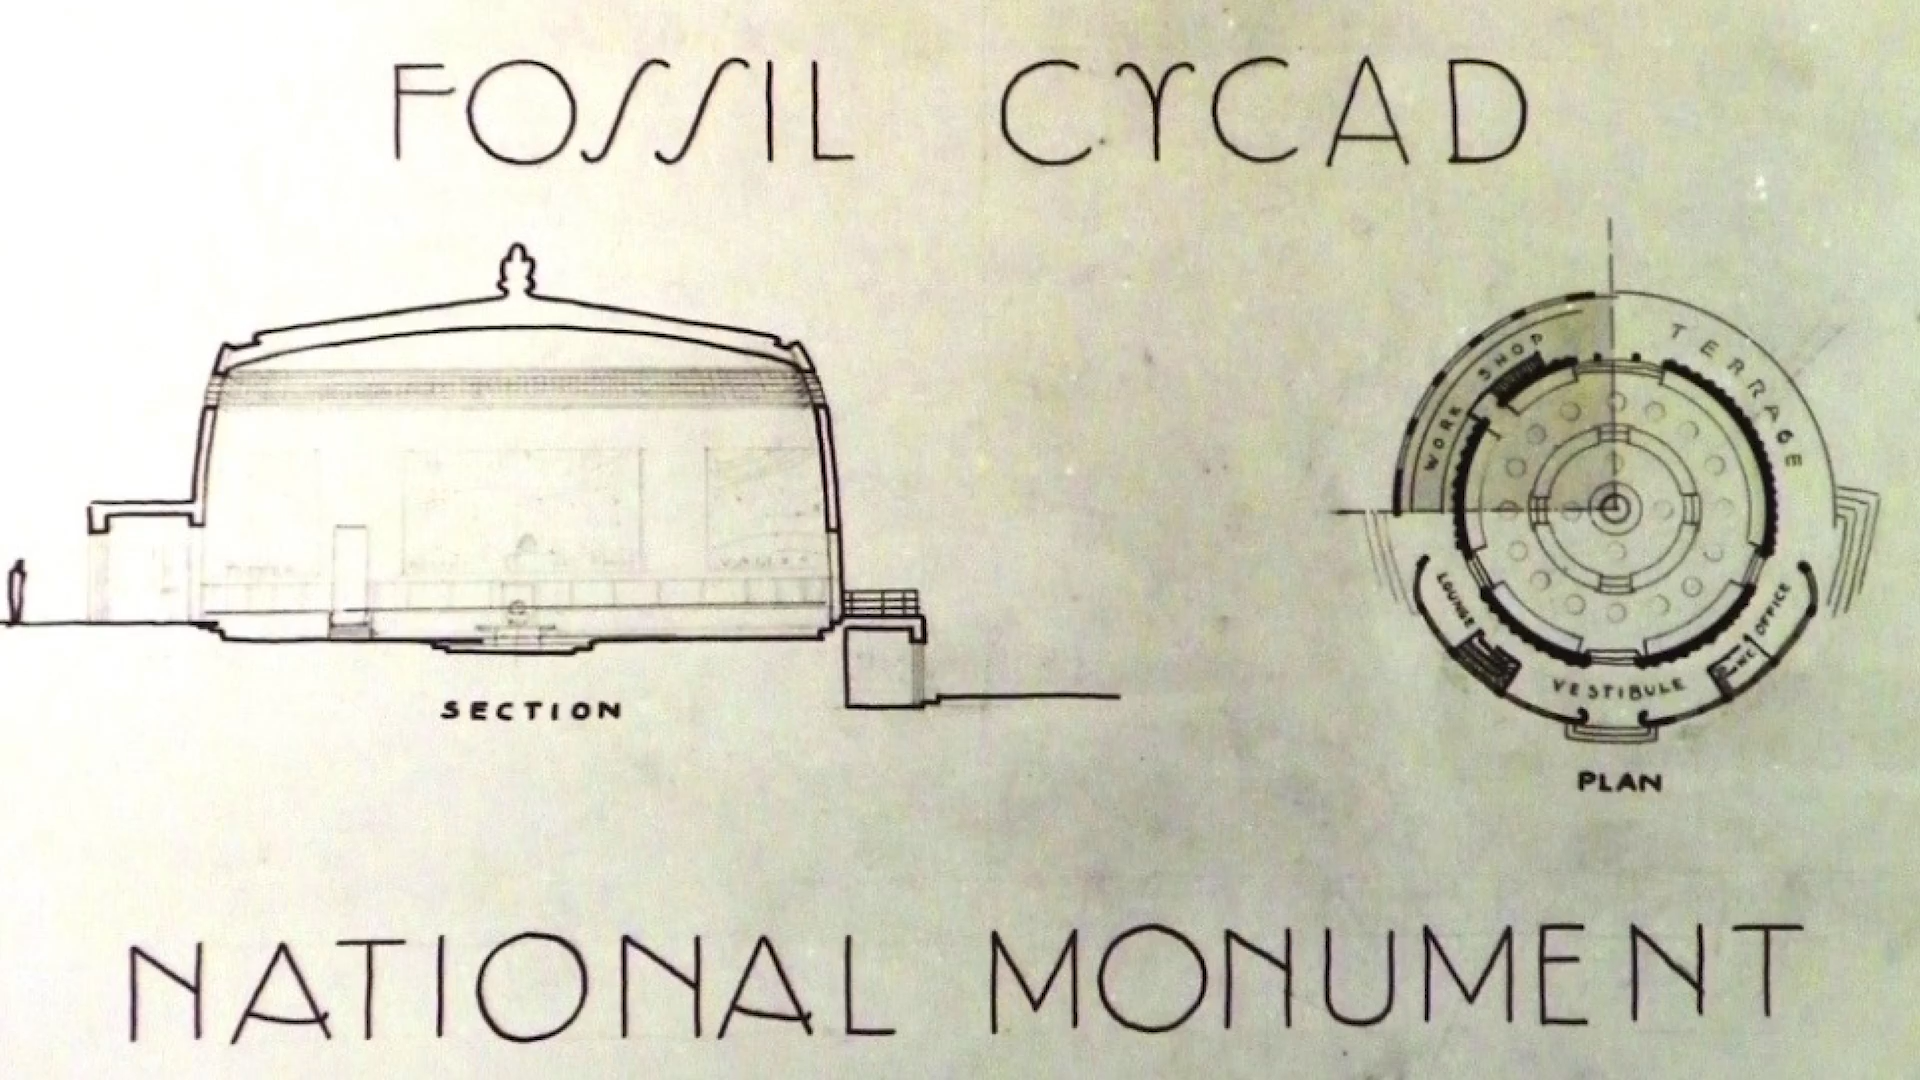 FOSSIL CYCAD
SECTION
WORK SHOP
TERRACE
LOUNGE
VESTIBULE
OFFICE
PLAN
NATIONAL MONUMENT